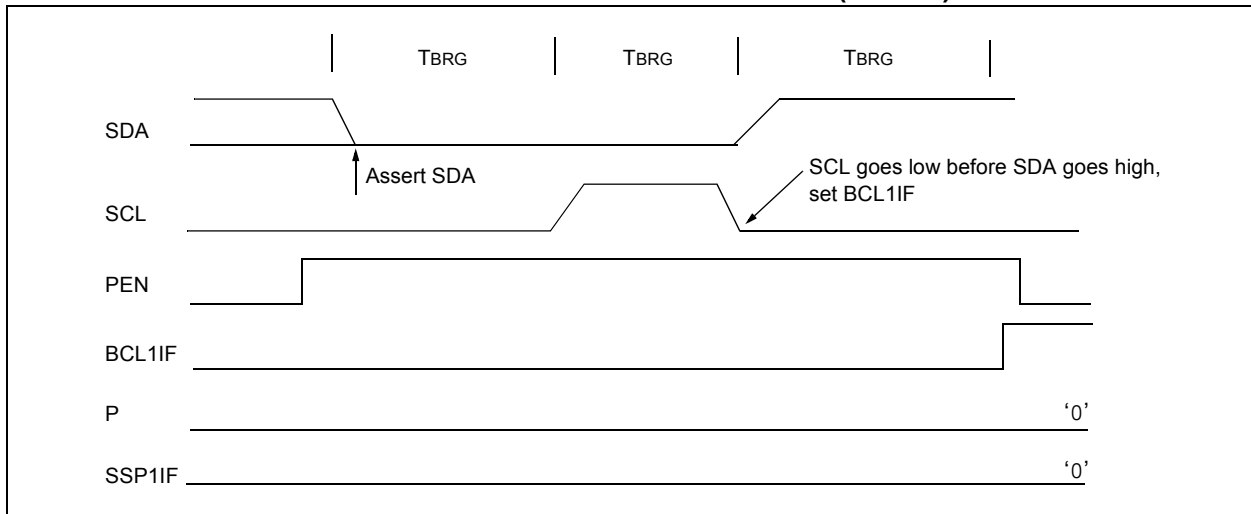 TBRG TBRG TBRG
SDA
Assert SDA
SCL goes low before SDA goes high,
set BCL1IF
SCL
PEN
BCL1IF
P '0'
SSP1IF '0'